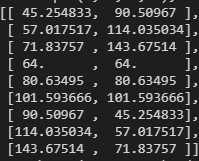 [[ 45.254833,  90.50967 ],
[ 57.017517, 114.035034],
[ 71.83757 , 143.67514 ],
[ 64.      ,  64.      ],
[ 80.63495 ,  80.63495 ],
[101.593666, 101.593666],
[ 90.50967 ,  45.254833],
[114.035034,  57.017517],
[143.67514 ,  71.83757 ]]